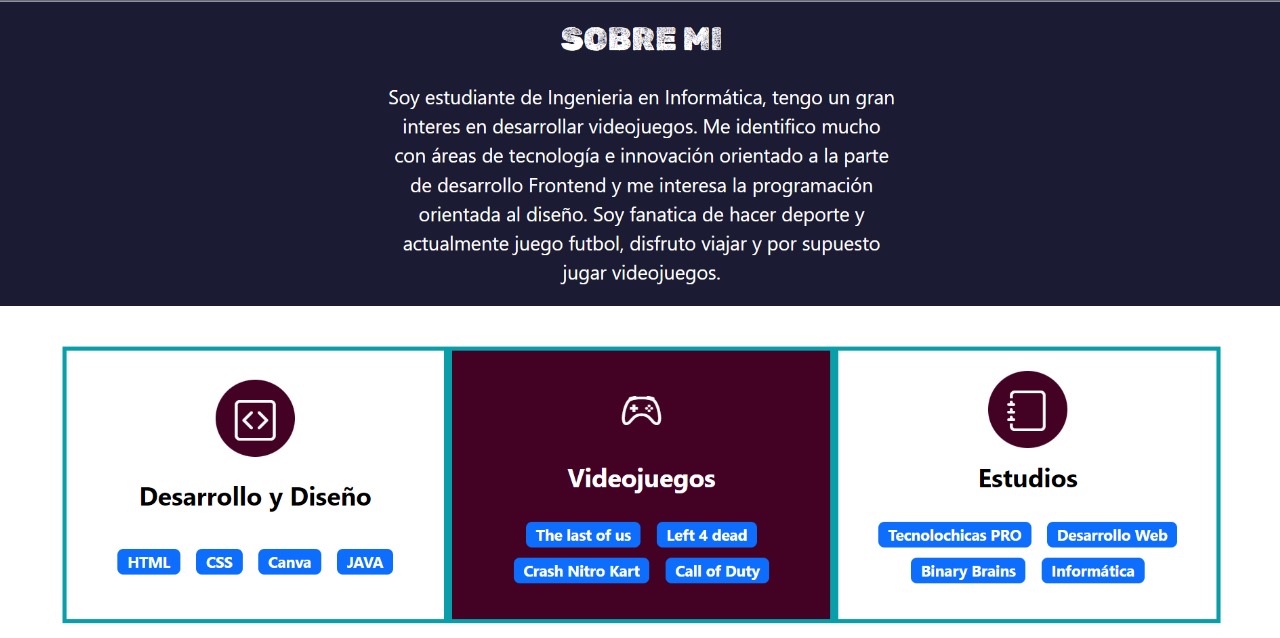 SOBRE MI
Soy estudiante de Ingenieria en Informática, tengo un gran
interes en desarrollar videojuegos. Me identifico mucho
con áreas de tecnología e innovación orientado a la parte
de desarrollo Frontend y me interesa la programación
orientada al diseño. Soy fanatica de hacer deporte y
actualmente juego futbol, disfruto viajar y por supuesto
jugar videojuegos.
Desarrollo y Diseño
HTML CSS Canva JAVA
Videojuegos
The last of us Left 4 dead
Crash Nitro Kart Call of Duty
Estudios
Tecnolochicas PRO Desarrollo Web
Binary Brains Informática